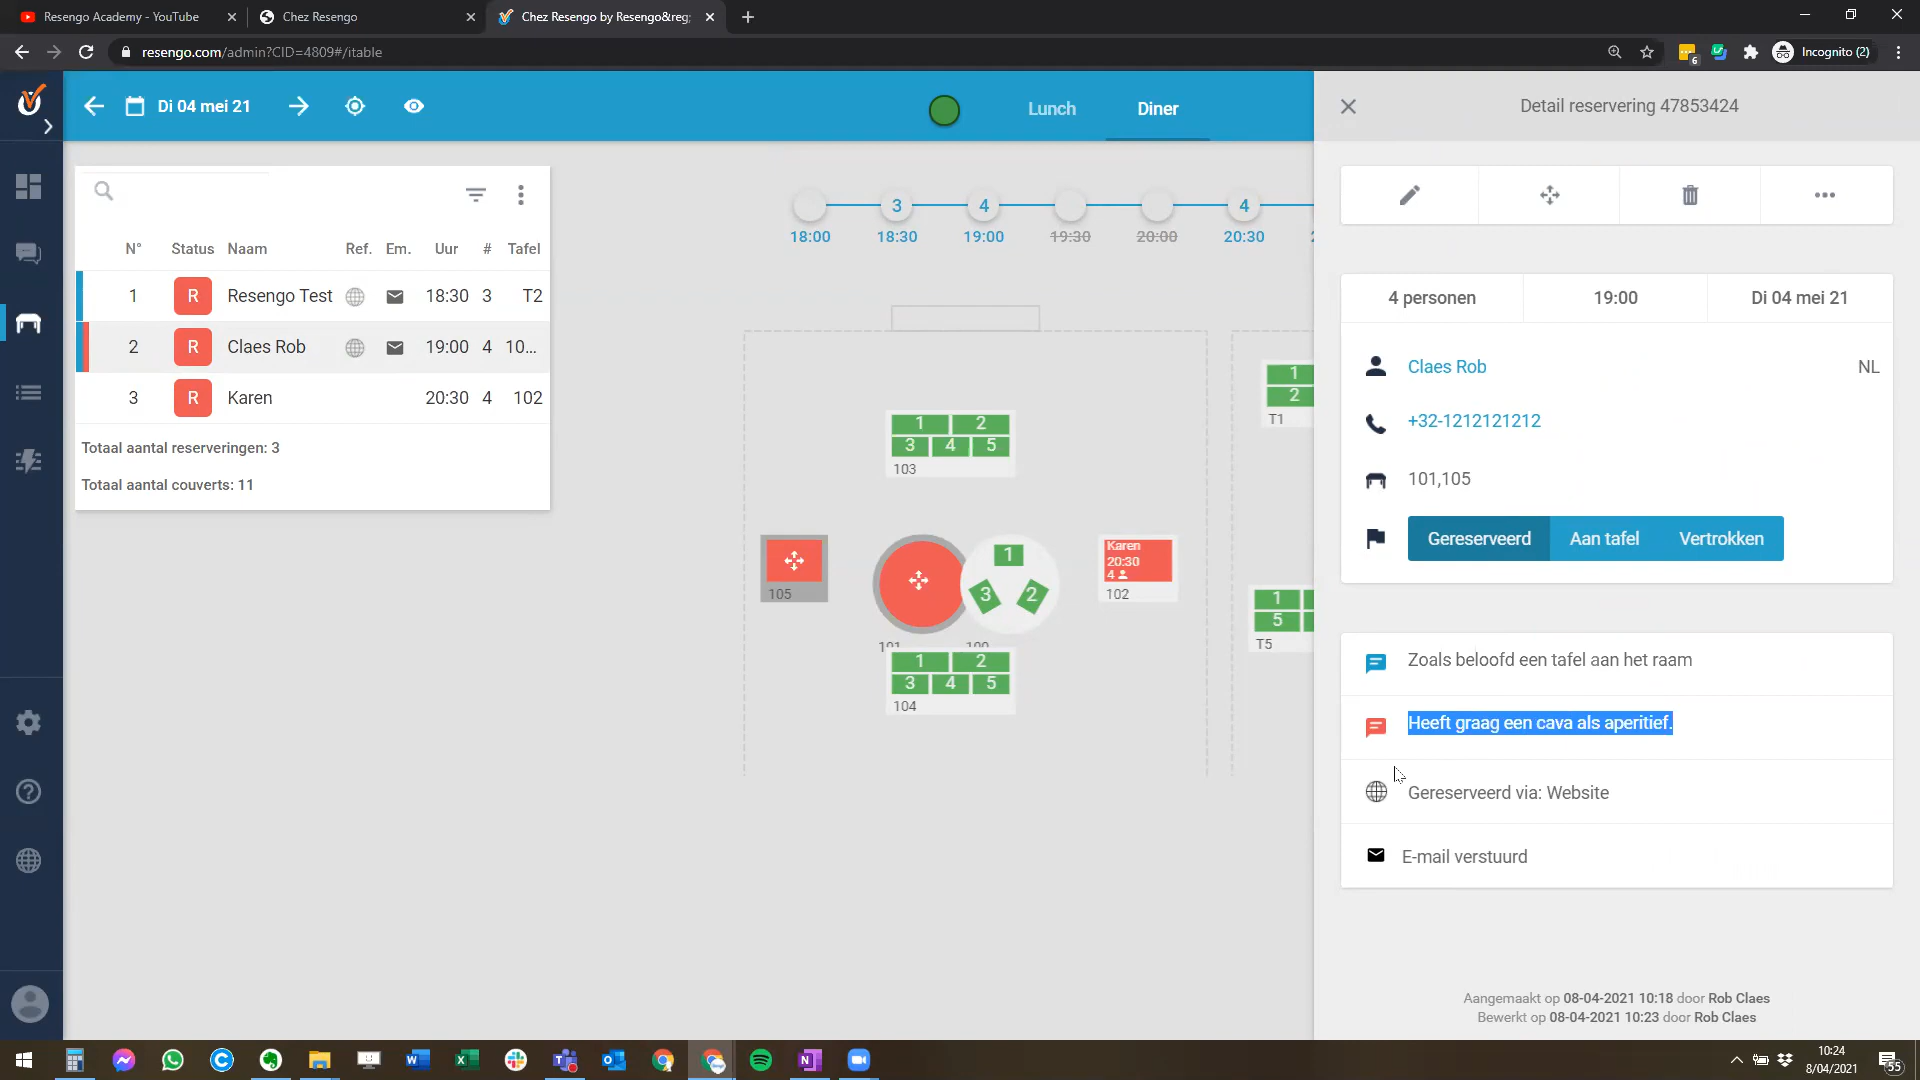 Resengo Academy - YouTube
Chez Resengo
Chez Resengo by Resengo&reg;
resengo.com/admin?CID=4809#/itable
6
Incognito (2)
Di 04 mei 21
Lunch
Diner
Detail reservering 47853424
3
4
4
18:00
18:30
19:00
19:30
20:00
20:30
N° Status Naam Ref. Em. Uur # Tafel
1 R Resengo Test 18:30 3 T2
2 R Claes Rob 19:00 4 10...
3 R Karen 20:30 4 102
Totaal aantal reserveringen: 3
Totaal aantal couverts: 11
1 2
3 4 5
103
1
2
T1
105
101
100
1
3 2
Karen
20:30
4
102
1
5
T5
1 2
3 4 5
104
4 personen
19:00
Di 04 mei 21
Claes Rob
NL
+32-1212121212
101,105
Gereserveerd
Aan tafel
Vertrokken
Zoals beloofd een tafel aan het raam
Heeft graag een cava als aperitief.
Gereserveerd via: Website
E-mail verstuurd
Aangemaakt op 08-04-2021 10:18 door Rob Claes
Bewerkt op 08-04-2021 10:23 door Rob Claes
10:24
8/04/2021
55